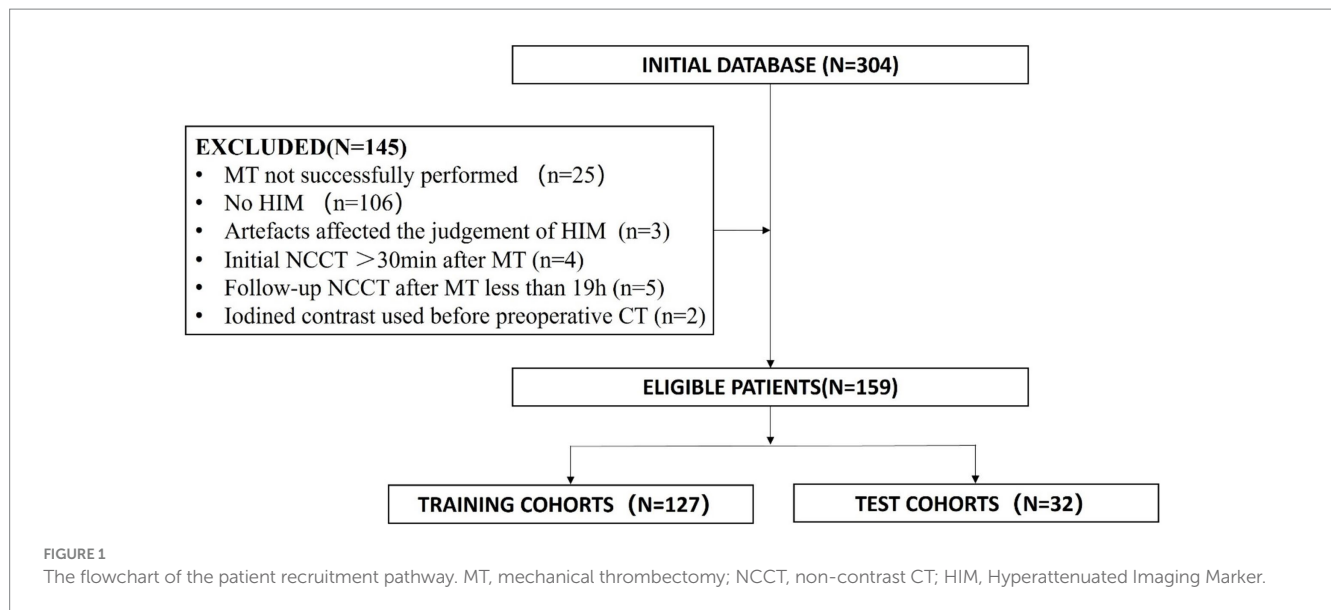 INITIAL DATABASE (N=304)
EXCLUDED(N=145)
• MT not successfully performed （n=25）
• No HIM （n=106）
• Artefacts affected the judgement of HIM (n=3)
• Initial NCCT ＞30min after MT (n=4)
• Follow-up NCCT after MT less than 19h (n=5)
• Iodined contrast used before preoperative CT (n=2)
ELIGIBLE PATIENTS(N=159)
TRAINING COHORTS （N=127)
TEST COHORTS （N=32)
FIGURE 1
The flowchart of the patient recruitment pathway. MT, mechanical thrombectomy; NCCT, non-contrast CT; HIM, Hyperattenuated Imaging Marker.